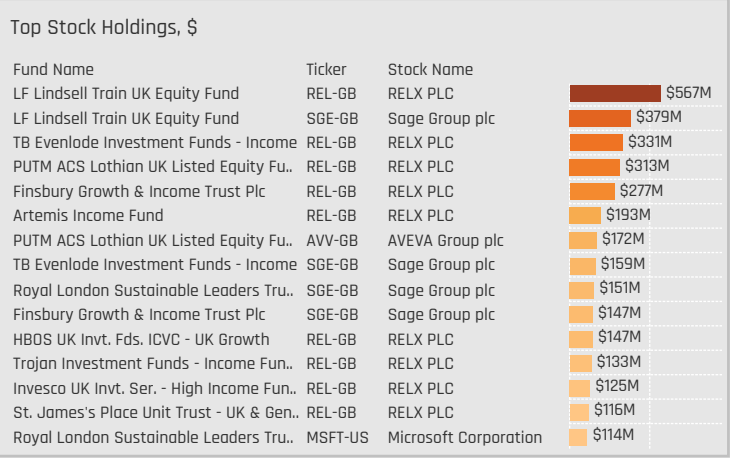 Top Stock Holdings, $
Fund Name Ticker Stock Name
LF Lindsell Train UK Equity Fund REL-GB RELX PLC $567M
LF Lindsell Train UK Equity Fund SGE-GB Sage Group plc $379M
TB Evenlode Investment Funds - Income REL-GB RELX PLC $331M
PUTM ACS Lothian UK Listed Equity Fu.. REL-GB RELX PLC $313M
Finsbury Growth & Income Trust Plc REL-GB RELX PLC $277M
Artemis Income Fund REL-GB RELX PLC $193M
PUTM ACS Lothian UK Listed Equity Fu.. AVV-GB AVEVA Group plc $172M
TB Evenlode Investment Funds - Income SGE-GB Sage Group plc $159M
Royal London Sustainable Leaders Tru.. SGE-GB Sage Group plc $151M
Finsbury Growth & Income Trust Plc SGE-GB Sage Group plc $147M
HBOS UK Invt. Fds. ICVC - UK Growth REL-GB RELX PLC $147M
Trojan Investment Funds - Income Fun.. REL-GB RELX PLC $133M
Invesco UK Invt. Ser. - High Income Fun.. REL-GB RELX PLC $125M
St. James's Place Unit Trust - UK & Gen.. REL-GB RELX PLC $115M
Royal London Sustainable Leaders Tru.. MSFT-US Microsoft Corporation $114M